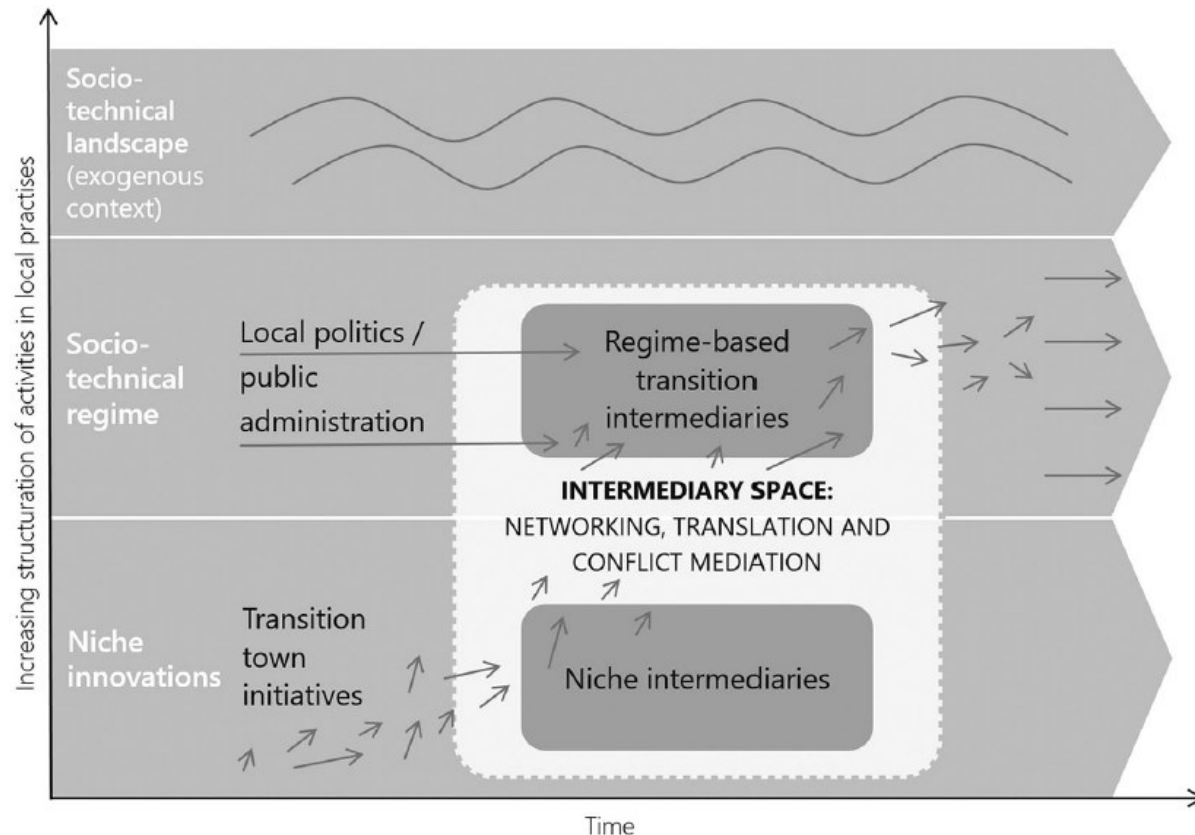 Increasing structuration of activities in local practises
Socio-
technical
landscape
(exogenous
context)
Socio-
technical
regime
Local politics /
public
administration
Regime-based
transition
intermediaries
INTERMEDIARY SPACE:
NETWORKING, TRANSLATION AND
CONFLICT MEDIATION
Niche
innovations
Transition
town
initiatives
Niche intermediaries
Time